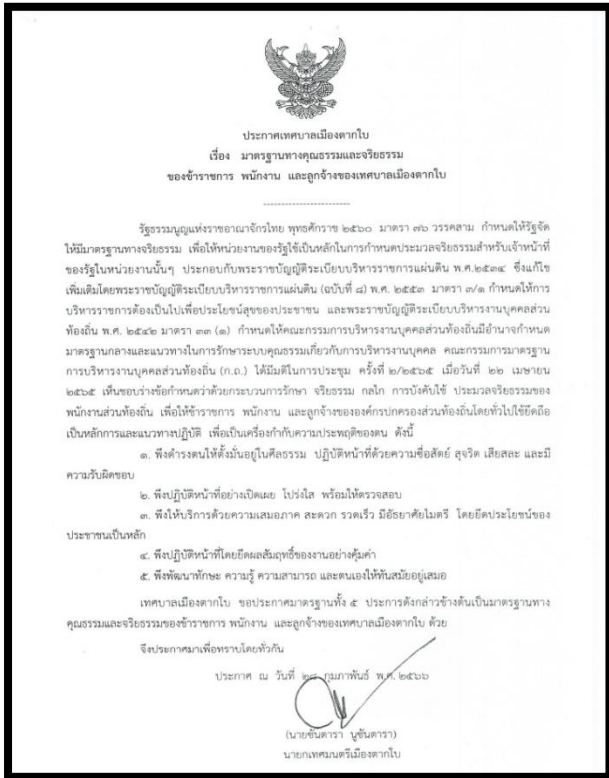 ประกาศเทศบาลเมืองตากใบ
เรื่อง มาตรฐานทางคุณธรรมและจริยธรรม
ของข้าราชการ พนักงาน และลูกจ้างของเทศบาลเมืองตากใบ
------------------------
รัฐธรรมนูญแห่งราชอาณาจักรไทย พุทธศักราช ๒๕๖๐ มาตรา ๗๖ วรรคสาม กำหนดให้รัฐจัด
ให้มีมาตรฐานทางจริยธรรม เพื่อให้หน่วยงานของรัฐใช้เป็นหลักในการกำหนดประมวลจริยธรรมสำหรับเจ้าหน้าที่
ของรัฐในหน่วยงานนั้นๆ ประกอบกับพระราชบัญญัติระเบียบบริหารราชการแผ่นดิน พ.ศ.๒๕๓๔ ซึ่งแก้ไข
เพิ่มเติมโดยพระราชบัญญัติระเบียบบริหารราชการแผ่นดิน (ฉบับที่ ๘) พ.ศ. ๒๕๕๓ มาตรา ๓/๑ กำหนดให้การ
บริหารราชการต้องเป็นไปเพื่อประโยชน์สุขของประชาชน และพระราชบัญญัติระเบียบบริหารงานบุคคลส่วน
ท้องถิ่น พ.ศ. ๒๕๔๒ มาตรา ๓๓ (๑) กำหนดให้คณะกรรมการบริหารงานบุคคลส่วนท้องถิ่นมีอำนาจกำหนด
มาตรฐานกลางและแนวทางในการรักษาระบบคุณธรรมเกี่ยวกับการบริหารงานบุคคล คณะกรรมการมาตรฐาน
การบริหารงานบุคคลส่วนท้องถิ่น (ก.ถ.) ได้มีมติในการประชุม ครั้งที่ ๒/๒๕๖๕ เมื่อวันที่ ๒๒ เมษายน
๒๕๖๕ เห็นชอบร่างข้อกำหนดว่าด้วยกระบวนการรักษา จริยธรรม กลไก การบังคับใช้ ประมวลจริยธรรมของ
พนักงานส่วนท้องถิ่น เพื่อให้ข้าราชการ พนักงาน และลูกจ้างขององค์กรปกครองส่วนท้องถิ่นโดยทั่วไปใช้ยึดถือ
เป็นหลักการและแนวทางปฏิบัติ เพื่อเป็นเครื่องกำกับความประพฤติของตน ดังนี้
๑. พึงดำรงตนให้ตั้งมั่นอยู่ในศีลธรรม ปฏิบัติหน้าที่ด้วยความซื่อสัตย์ สุจริต เสียสละ และมี
ความรับผิดชอบ
๒. พึงปฏิบัติหน้าที่อย่างเปิดเผย โปร่งใส พร้อมให้ตรวจสอบ
๓. พึงให้บริการด้วยความเสมอภาค สะดวก รวดเร็ว มีอัธยาศัยไมตรี โดยยึดประโยชน์ของ
ประชาชนเป็นหลัก
๔. พึงปฏิบัติหน้าที่โดยยึดผลสัมฤทธิ์ของงานอย่างคุ้มค่า
๕. พึงพัฒนาทักษะ ความรู้ ความสามารถ และตนเองให้ทันสมัยอยู่เสมอ
เทศบาลเมืองตากใบ ขอประกาศมาตรฐานทั้ง ๕ ประการดังกล่าวข้างต้นเป็นมาตรฐานทาง
คุณธรรมและจริยธรรมของข้าราชการ พนักงาน และลูกจ้างของเทศบาลเมืองตากใบ ด้วย
จึงประกาศมาเพื่อทราบโดยทั่วกัน
ประกาศ ณ วันที่ ๒๘ กุมภาพันธ์ พ.ศ. ๒๕๖๖
(นายซันดารา นูซันดารา)
นายกเทศมนตรีเมืองตากใบ